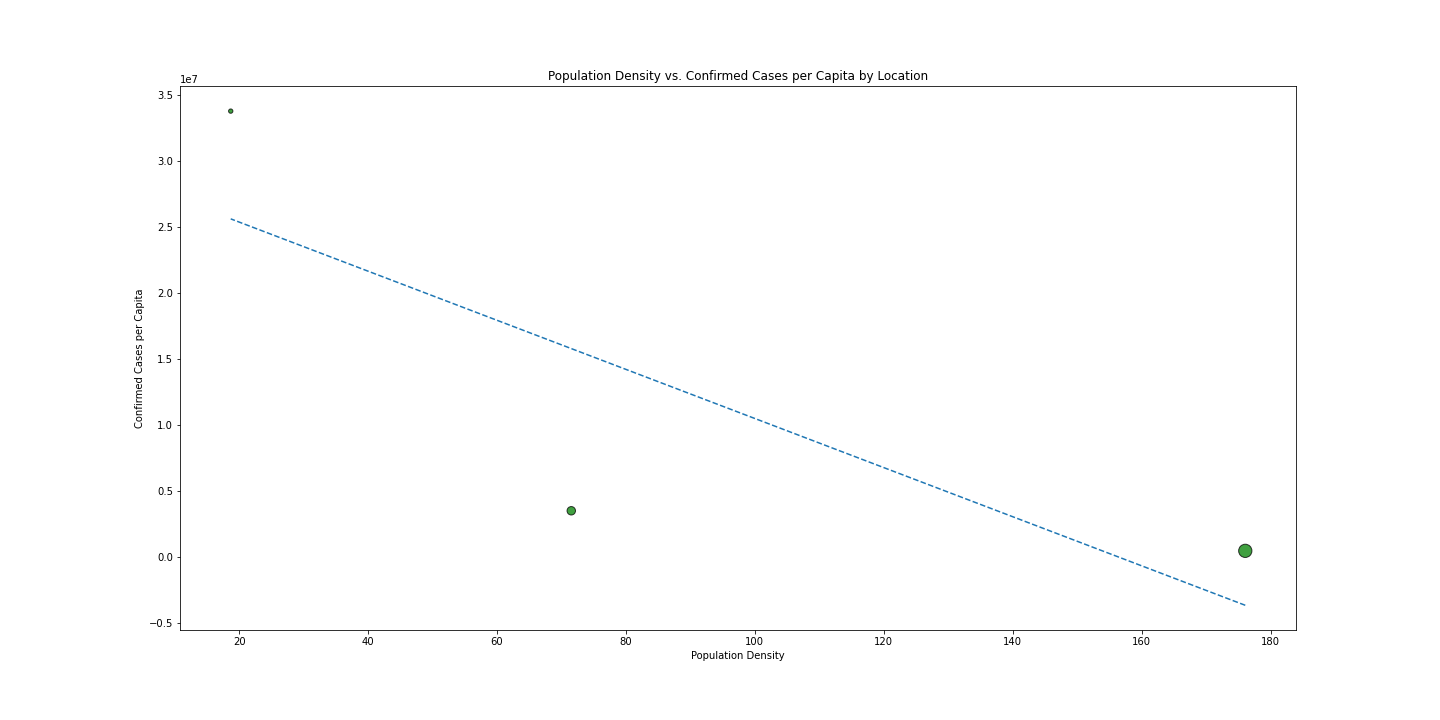 Population Density vs. Confirmed Cases per Capita by Location
1e7
3.5
3.0
2.5
2.0
1.5
1.0
0.5
0.0
−0.5
Confirmed Cases per Capita
20 40 60 80 100 120 140 160 180
Population Density